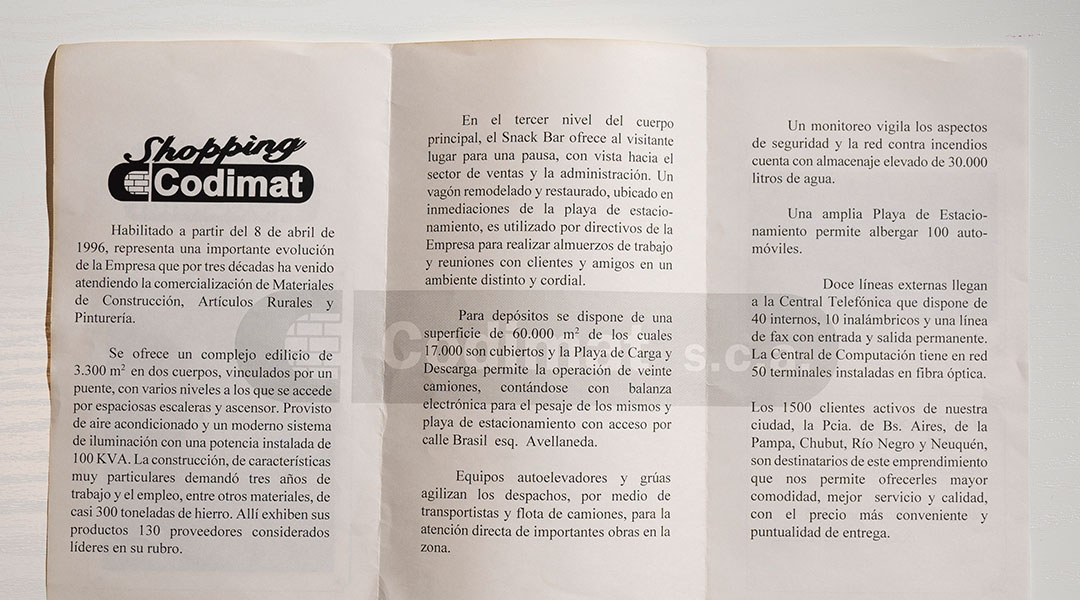 Shopping
Codimat
Habilitado a partir del 8 de abril de
1996, representa una importante evolución
de la Empresa que por tres décadas ha venido
atendiendo la comercialización de Materiales
de Construcción, Artículos Rurales y
Pinturería.
Se ofrece un complejo edilicio de
3.300 m² en dos cuerpos, vinculados por un
puente, con varios niveles a los que se accede
por espaciosas escaleras y ascensor. Provisto
de aire acondicionado y un moderno sistema
de iluminación con una potencia instalada de
100 KVA. La construcción, de características
muy particulares demandó tres años de
trabajo y el empleo, entre otros materiales, de
casi 300 toneladas de hierro. Allí exhiben sus
productos 130 proveedores considerados
líderes en su rubro.
En el tercer nivel del cuerpo
principal, el Snack Bar ofrece al visitante
lugar para una pausa, con vista hacia el
sector de ventas y la administración. Un
vagón remodelado y restaurado, ubicado en
inmediaciones de la playa de estacio-
namiento, es utilizado por directivos de la
Empresa para realizar almuerzos de trabajo
y reuniones con clientes y amigos en un
ambiente distinto y cordial.
Para depósitos se dispone de una
superficie de 60.000 m² de los cuales
17.000 son cubiertos y la Playa de Carga y
Descarga permite la operación de veinte
camiones, contándose con balanza
electrónica para el pesaje de los mismos y
playa de estacionamiento con acceso por
calle Brasil esq. Avellaneda.
Equipos autoelevadores y grúas
agilizan los despachos, por medio de
transportistas y flota de camiones, para la
atención directa de importantes obras en la
zona.
Un monitoreo vigila los aspectos
de seguridad y la red contra incendios
cuenta con almacenaje elevado de 30.000
litros de agua.
Una amplia Playa de Estacio-
namiento permite albergar 100 auto-
móviles.
Doce líneas externas llegan
a la Central Telefónica que dispone de
40 internos, 10 inalámbricos y una línea
de fax con entrada y salida permanente.
La Central de Computación tiene en red
50 terminales instaladas en fibra óptica.
Los 1500 clientes activos de nuestra
ciudad, la Pcia. de Bs. Aires, de la
Pampa, Chubut, Río Negro y Neuquén,
son destinatarios de este emprendimiento
que nos permite ofrecerles mayor
comodidad, mejor servicio y calidad,
con el precio más conveniente y
puntualidad de entrega.
Codimat s.c.